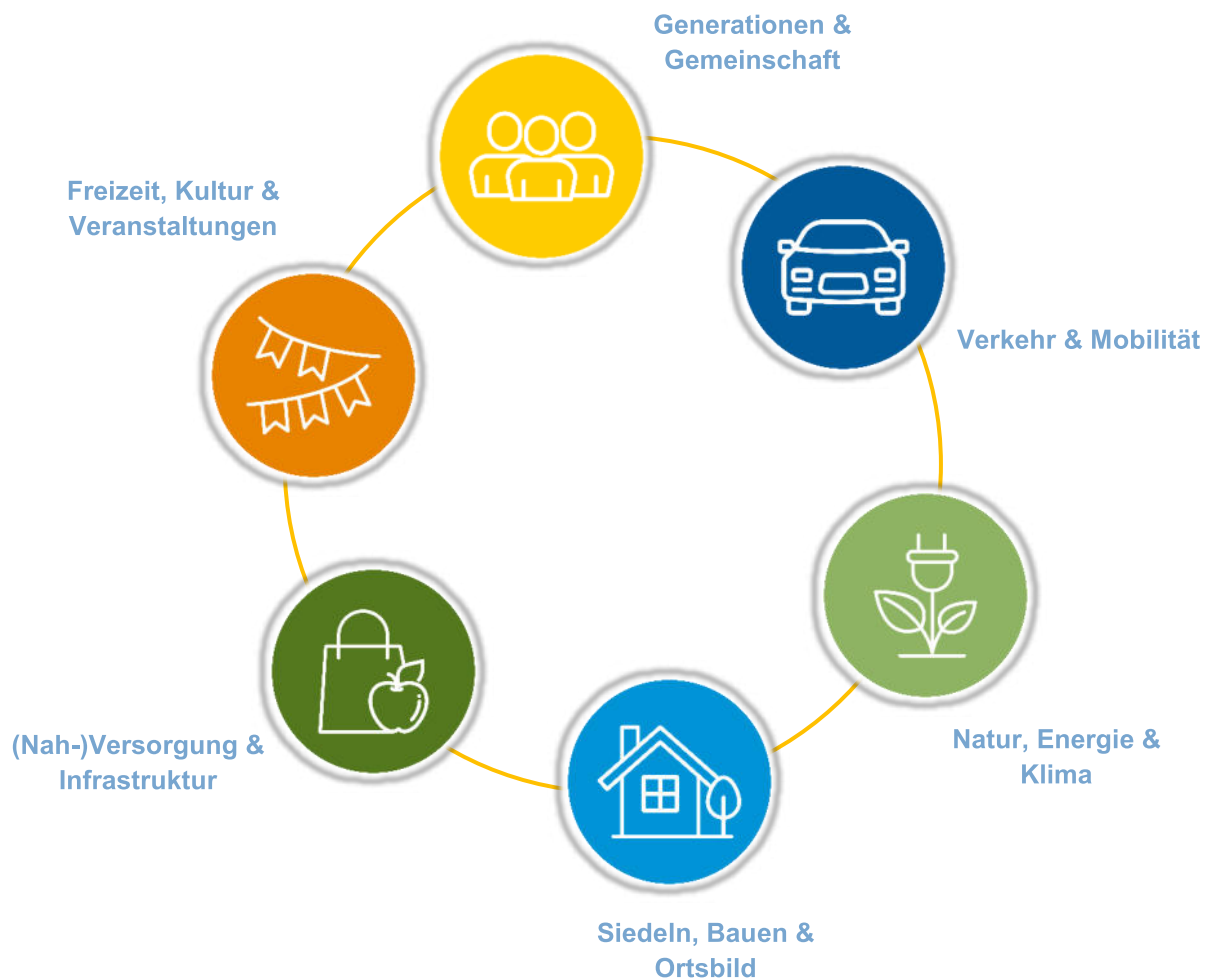 Generationen &
Gemeinschaft
Freizeit, Kultur &
Veranstaltungen
Verkehr & Mobilität
(Nah-)Versorgung &
Infrastruktur
Natur, Energie &
Klima
Siedeln, Bauen &
Ortsbild